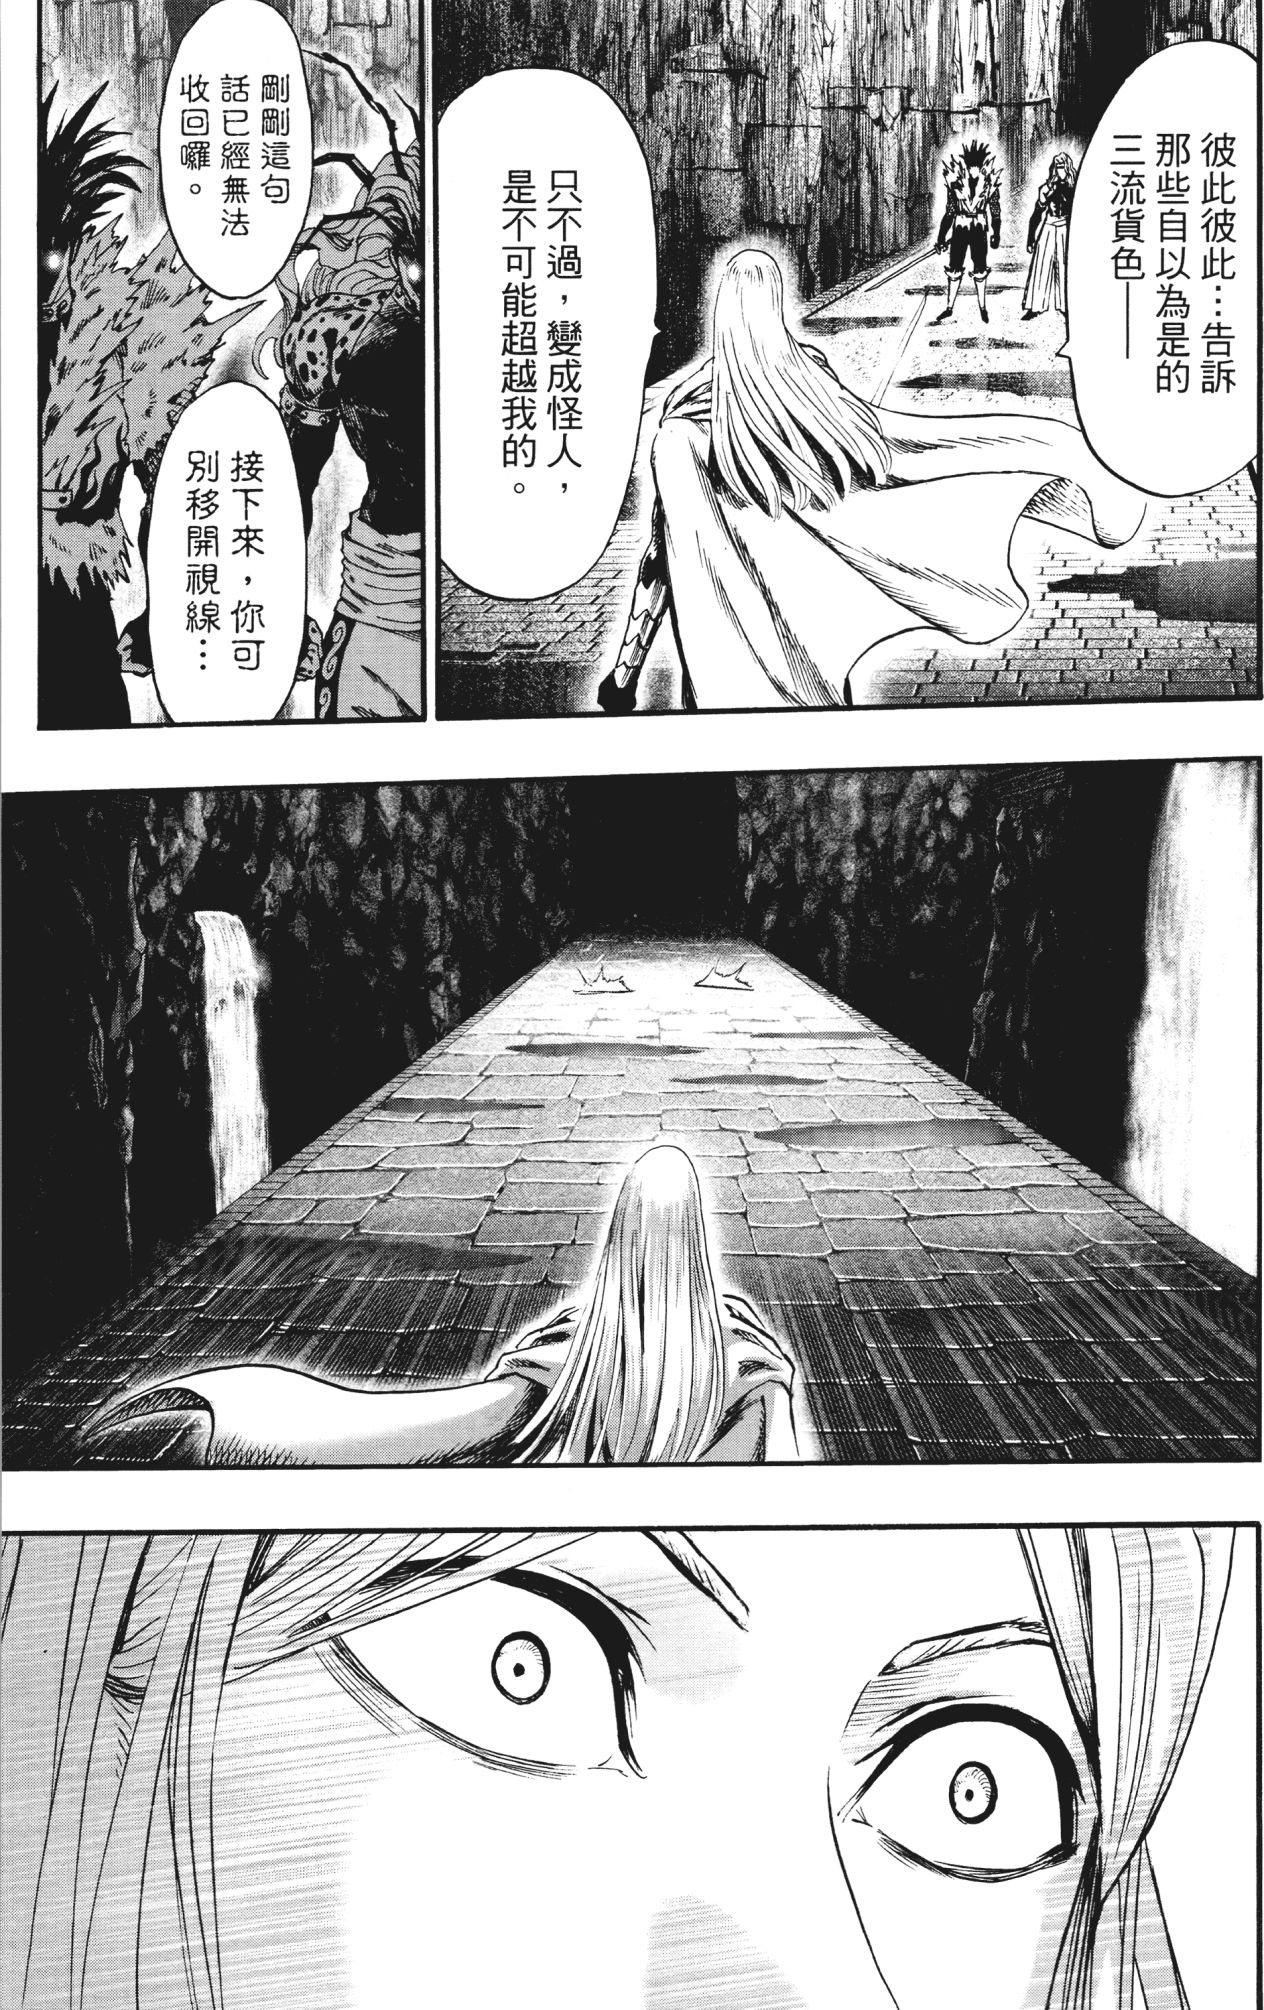 彼此彼此…告訴
那些自以為是的
三流貨色──
只不過，變成怪人，
是不可能超越我的。
剛剛這句
話已經無法
收回囉。
接下來，你可
別移開視線…